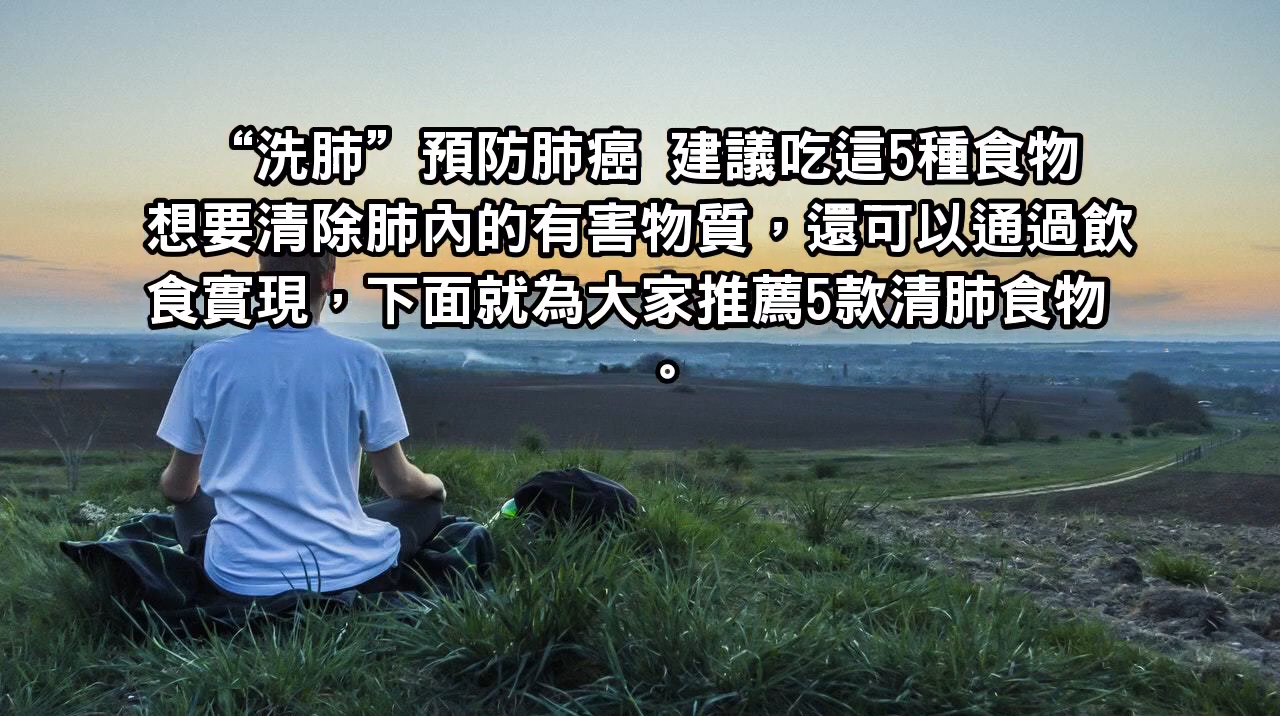 “洗肺”預防肺癌 建議吃這5種食物
想要清除肺內的有害物質，還可以通過飲
食實現，下面就為大家推薦5款清肺食物
。